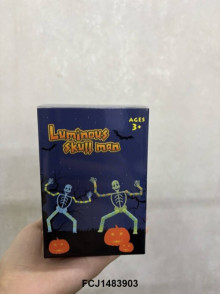 AGES
3+
Luminous
skull man
FCJ1483903